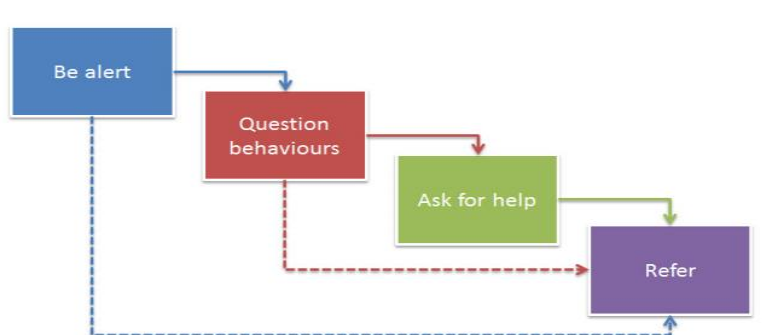 Be alert
Question
behaviours
Ask for help
Refer